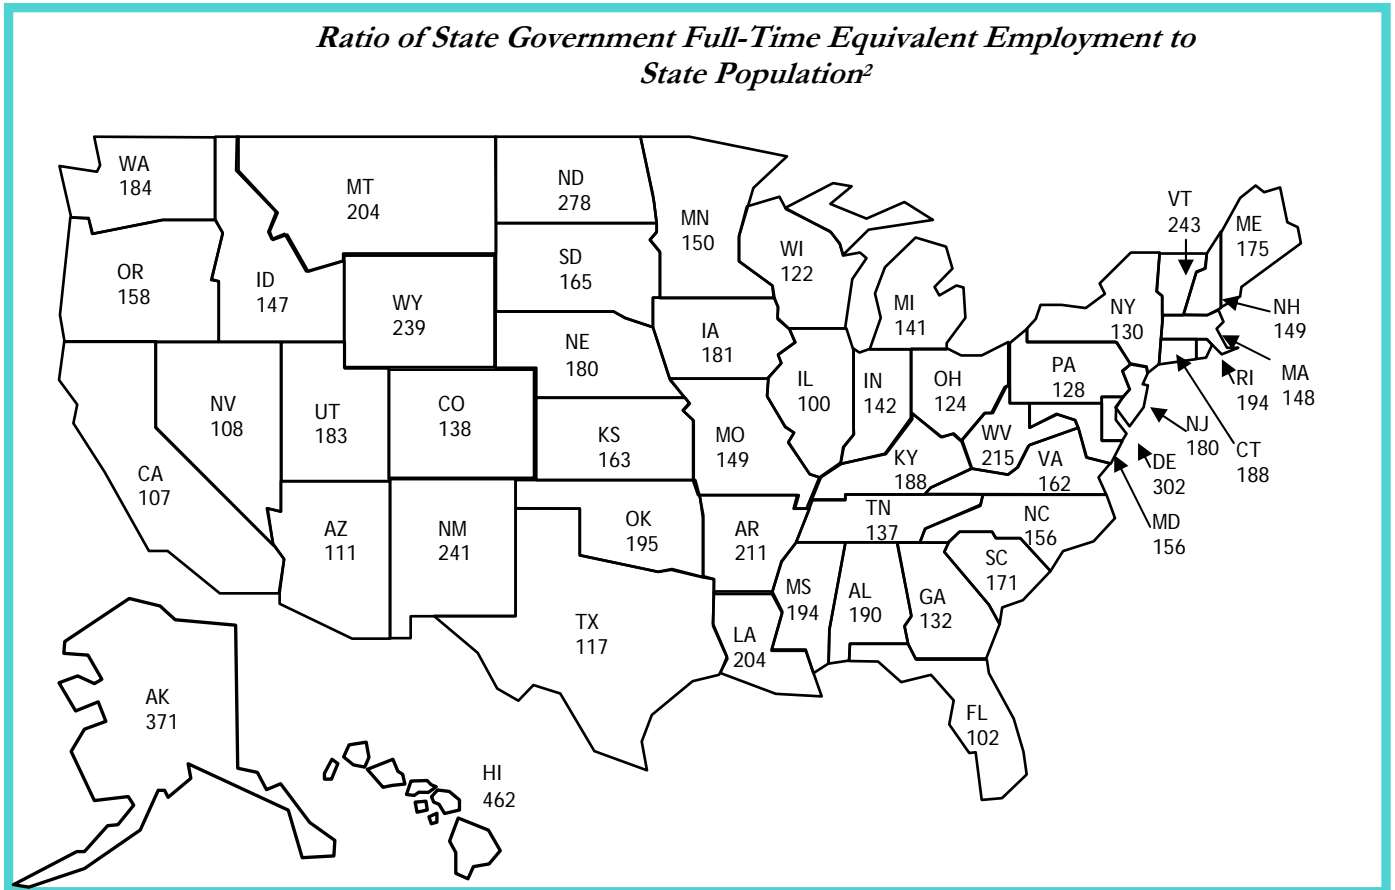 Ratio of State Government Full-Time Equivalent Employment to
State Population²
WA
184
MT
204
ND
278
MN
150
VT
243
ME
175
OR
158
ID
147
WY
239
SD
165
WI
122
MI
141
NY
130
NH
149
NE
180
IA
181
PA
128
RI
194
MA
148
NV
108
UT
183
CO
138
KS
163
MO
149
IL
100
IN
142
OH
124
NJ
180
CT
188
CA
107
KY
188
WV
215
VA
162
DE
302
AZ
111
NM
241
OK
195
AR
211
TN
137
NC
156
MD
156
SC
171
MS
194
AL
190
GA
132
TX
117
LA
204
AK
371
FL
102
HI
462